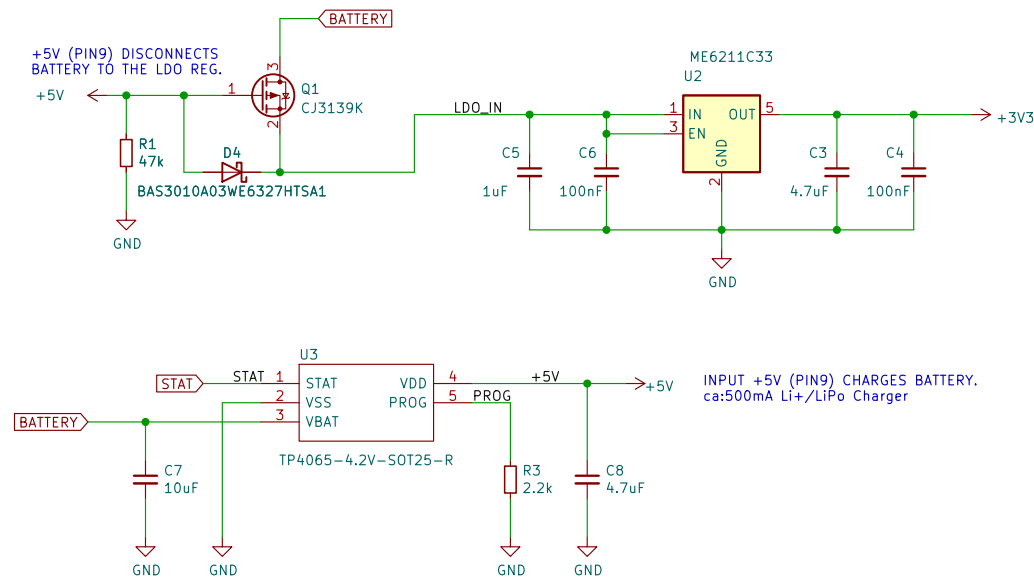 BATTERY
+5V (PIN9) DISCONNECTS
BATTERY TO THE LDO REG.
+5V
1
3
2
Q1
CJ3139K
R1
47k
D4
BAS3010A03WE6327HTSA1
GND
LDO_IN
ME6211C33
U2
1
IN
OUT
5
3
EN
GND
2
+3V3
C5
1uF
C6
100nF
C3
4.7uF
C4
100nF
GND
U3
STAT
STAT
1
STAT
VDD
4
+5V
+5V
2
VSS
PROG
5
PROG
BATTERY
3
VBAT
TP4065-4.2V-SOT25-R
INPUT +5V (PIN9) CHARGES BATTERY.
ca:500mA Li+/LiPo Charger
C7
10uF
R3
2.2k
C8
4.7uF
GND
GND
GND
GND